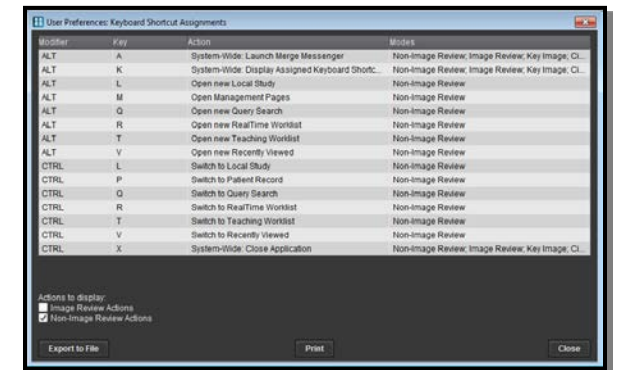 User Preferences: Keyboard Shortcut Assignments
Modifier Key Action Modes
ALT A System-Wide: Launch Merge Messenger Non-Image Review; Image Review; Key Image; Ci...
ALT K System-Wide: Display Assigned Keyboard Shortc... Non-Image Review; Image Review; Key Image; Ci...
ALT L Open new Local Study Non-Image Review
ALT M Open Management Pages Non-Image Review
ALT Q Open new Query Search Non-Image Review
ALT R Open new RealTime Worklist Non-Image Review
ALT T Open new Teaching Worklist Non-Image Review
ALT V Open new Recently Viewed Non-Image Review
CTRL L Switch to Local Study Non-Image Review
CTRL P Switch to Patient Record Non-Image Review
CTRL Q Switch to Query Search Non-Image Review
CTRL R Switch to RealTime Worklist Non-Image Review
CTRL T Switch to Teaching Worklist Non-Image Review
CTRL V Switch to Recently Viewed Non-Image Review
CTRL X System-Wide: Close Application Non-Image Review; Image Review; Key Image; Ci...
Actions to display:
Image Review Actions
Non-Image Review Actions
Export to File Print Close